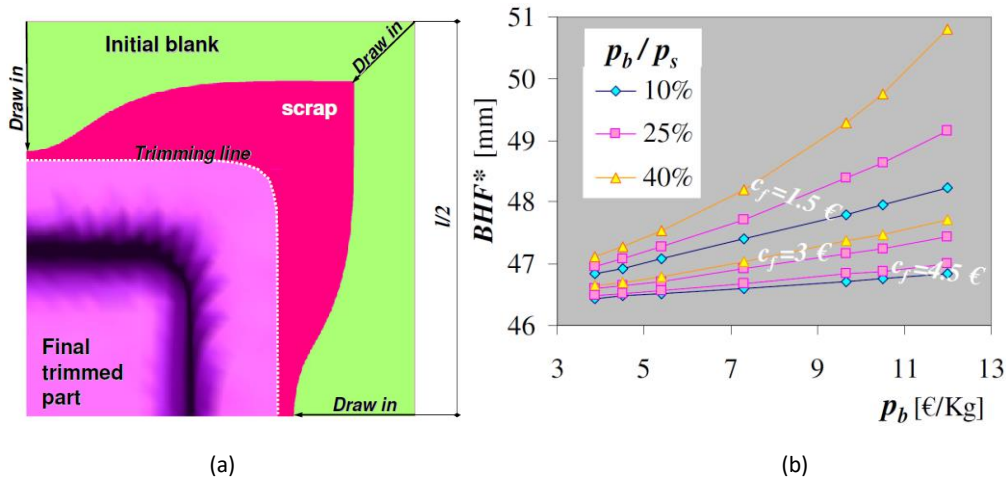 Initial blank
Draw in
Draw in
scrap
Trimming line
l/2
Final
trimmed
part
Draw in
(a)
51
50
49
48
47
46
BHF* [mm]
p_b / p_s
10%
25%
40%
c_f=1.5 €
c_f=3 €
c_f=4.5 €
3 5 7 9 11 13
p_b [€/Kg]
(b)